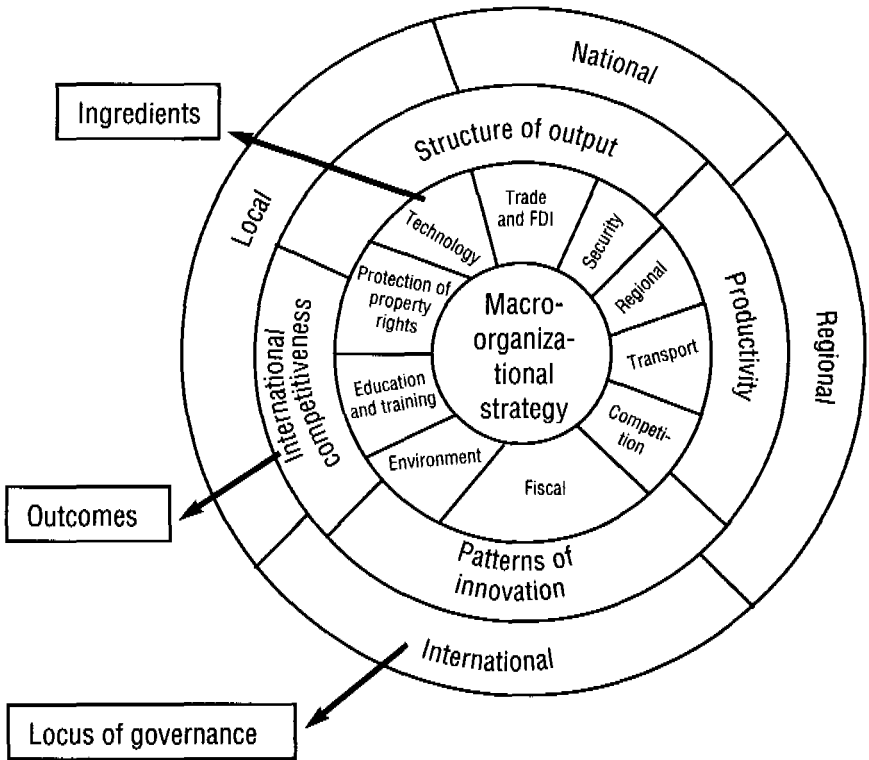 National
Ingredients
Structure of output
Local
Trade
and FDI
Technology
Security
Protection of
property
rights
Regional
Macro-
organiza-
tional
strategy
Productivity
Regional
International
competitiveness
Transport
Education
and training
Competi-
tion
Environment
Fiscal
Outcomes
Patterns of
innovation
International
Locus of governance